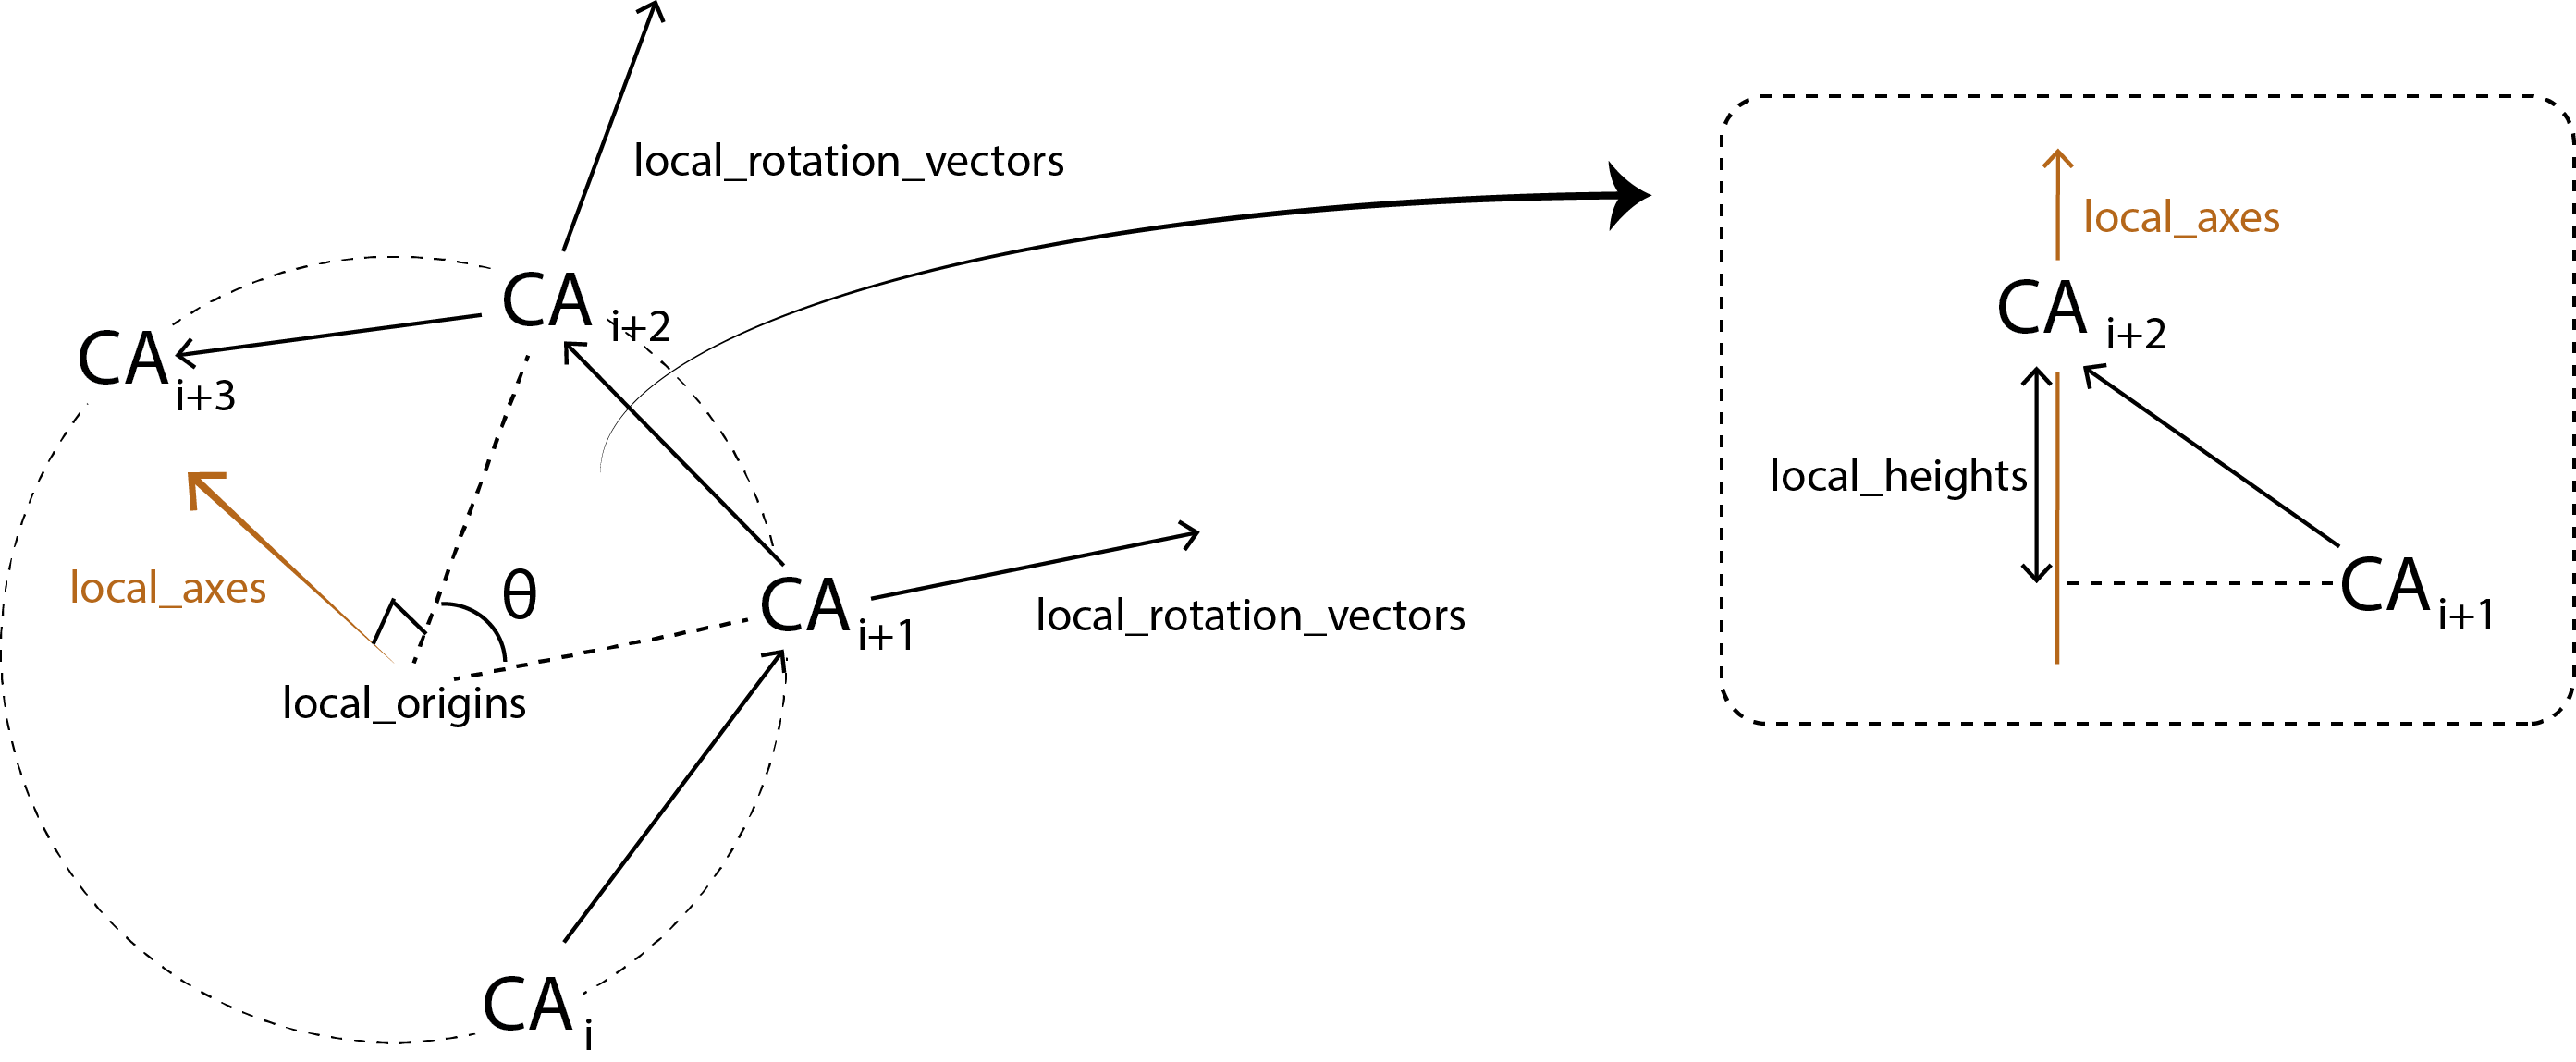 local_rotation_vectors
local_axes
CA i+2
CA i+2
CA i+3
local_heights
local_axes
θ
CA i+1
CA i+1
local_rotation_vectors
local_origins
CA i